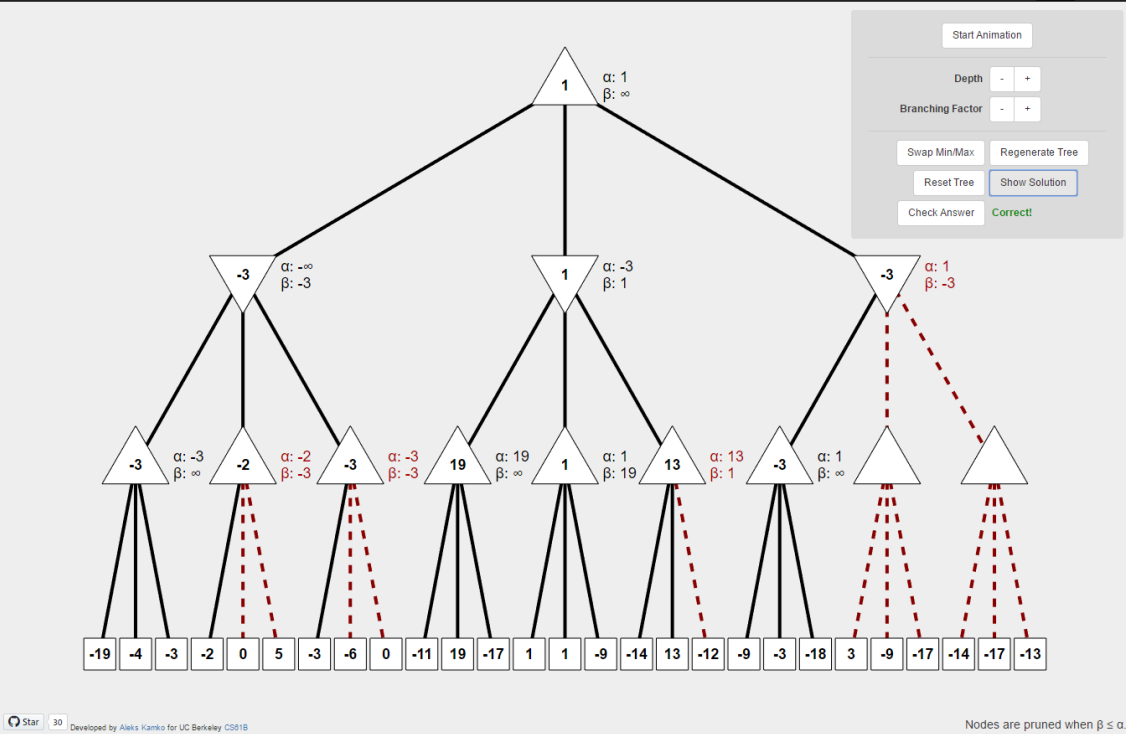 Start Animation
Depth - +
Branching Factor - +
Swap Min/Max Regenerate Tree
Reset Tree Show Solution
Check Answer Correct!
1 α: 1
β: ∞
-3 α: -∞
β: -3
1 α: -3
β: 1
-3 α: 1
β: -3
-3 α: -3
β: ∞
-2 α: -2
β: -3
-3 α: -3
β: -3
19 α: 19
β: ∞
1 α: 1
β: 19
13 α: 13
β: 1
-3 α: 1
β: ∞
-19 -4 -3 -2 0 5 -3 -6 0 -11 19 -17 1 1 -9 -14 13 -12 -9 -3 -18 3 -9 -17 -14 -17 -13
Star 30 Developed by Aleks Kamko for UC Berkeley CS61B
Nodes are pruned when β ≤ α.